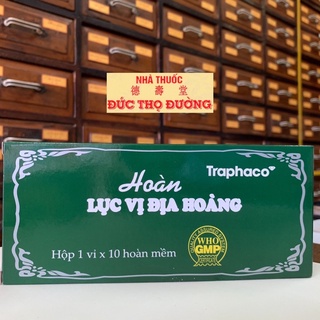 NHÀ THUỐC
德壽堂
ĐỨC THỌ ĐƯỜNG
Traphaco
Hoàn
LỤC VỊ ĐỊA HOÀNG
Hộp 1 vỉ x 10 hoàn mềm
WHO
GMP